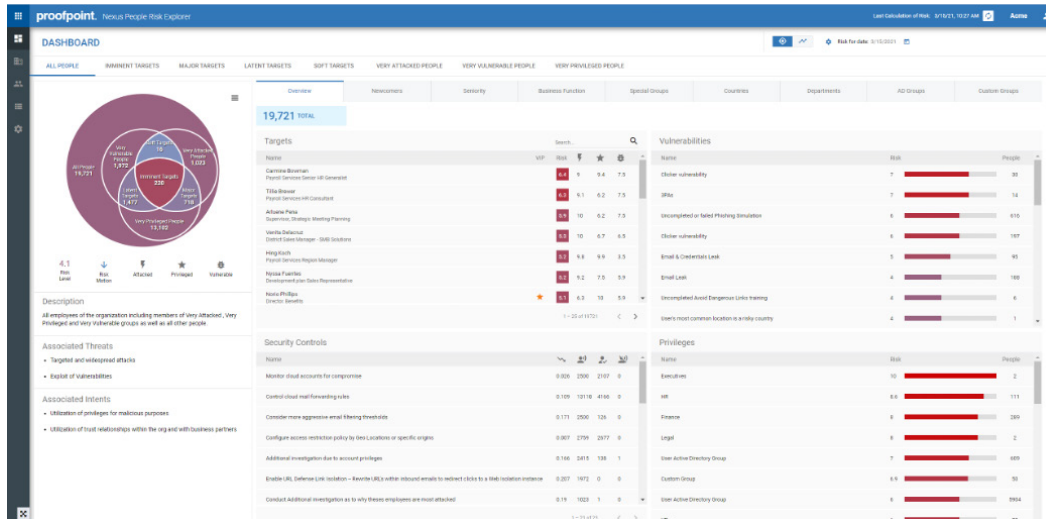 proofpoint. Nexus People Risk Explorer
Last Calculation of Risk: 3/10/21, 10:27 AM
Acme
DASHBOARD
Risk for date: 3/10/2021
ALL PEOPLE IMMINENT TARGETS MAJOR TARGETS LATENT TARGETS SOFT TARGETS VERY ATTACKED PEOPLE VERY VULNERABLE PEOPLE VERY PRIVILEGED PEOPLE
All People
19,721
Very
Vulnerable
People
1,972
Soft Targets
Very Attacked
People
1,023
Imminent Targets
Latent
Targets
1,477
Major
Targets
Very Privileged People
13,102
4.1
Risk
Level
Risk
Motion
Attacked
Privileged
Vulnerable
Description
All employees of the organization including members of Very Attacked, Very
Privileged and Very Vulnerable groups as well as all other people.
Associated Threats
• Targeted and widespread attacks
• Exploit of Vulnerabilities
Associated Intents
• Utilization of privileges for malicious purposes
• Utilization of trust relationships within the org and with business partners
Overview Newcomers Seniority Business Function Special Groups Countries Departments AD Groups Custom Groups
19,721 TOTAL
Targets
Search...
Name VIP Risk
Carmine Bowman
Payroll Services Senior HR Generalist
6.4 9 9.4 7.5
Tillie Brewer
Payroll Services HR Consultant
6.3 9.1 6.2 7.5
Supervisor, Strategic Meeting Planning
5.9 10 6.2 7.5
Vanita Delacruz
District Sales Manager - SMB Solutions
5.3 10 6.7 6.5
Ming Koch
Payroll Services Region Manager
5.2 9.8 9.9 3.5
Nyssa Fuentes
Development plan Sales Representative
5.2 9.2 7.5 5.9
Nevro Phillips
Director Benefits
5.1 6.3 10 5.9
1 – 25 of 19721
Vulnerabilities
Name Risk People
Clicker vulnerability 7
7 14
Uncompleted or failed Phishing Simulation 6 616
Clicker vulnerability 6 197
Email & Credentials Leak 5 95
Email Leak 4 188
Uncompleted Avoid Dangerous Links training 4 6
User's most common location is a risky country 4 1
Security Controls
Name
Monitor cloud accounts for compromise 0.026 2500 2107 0
Control cloud mail forwarding rules 0.109 12118 4166 0
Consider more aggressive email filtering thresholds 0.171 2500 126 0
Configure access restriction policy by Geo Locations or specific origins 0.007 2759 2677 0
Additional investigation due to account privileges 0.166 2415 138 1
Enable URL Defense Link Isolation – Rewrite URLs within inbound emails to redirect clicks to a Web Isolation instance 0.207 1972 0 0
Conduct Additional investigation as to why theses employees are most attacked 0.19 1023 1 0
Privileges
Name Risk People
Executives 10 2
HR 8.6 111
Finance 8 269
Legal 8 2
User Active Directory Group 7
Custom Group 6.9 50
User Active Directory Group 6 5904